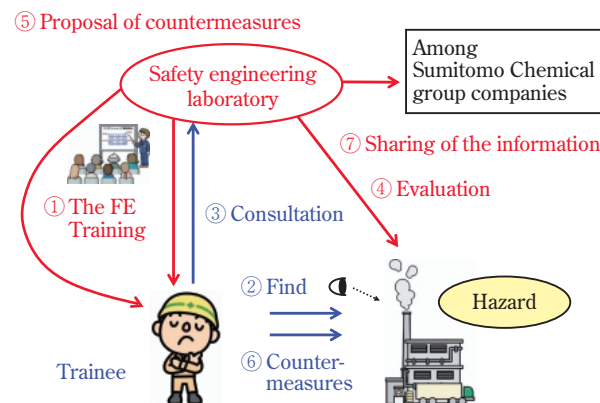 ⑤ Proposal of countermeasures
Safety engineering
laboratory
Among
Sumitomo Chemical
group companies
⑦ Sharing of the information
④ Evaluation
① The FE
Training
③ Consultation
② Find
Hazard
Trainee
⑥ Counter-
measures